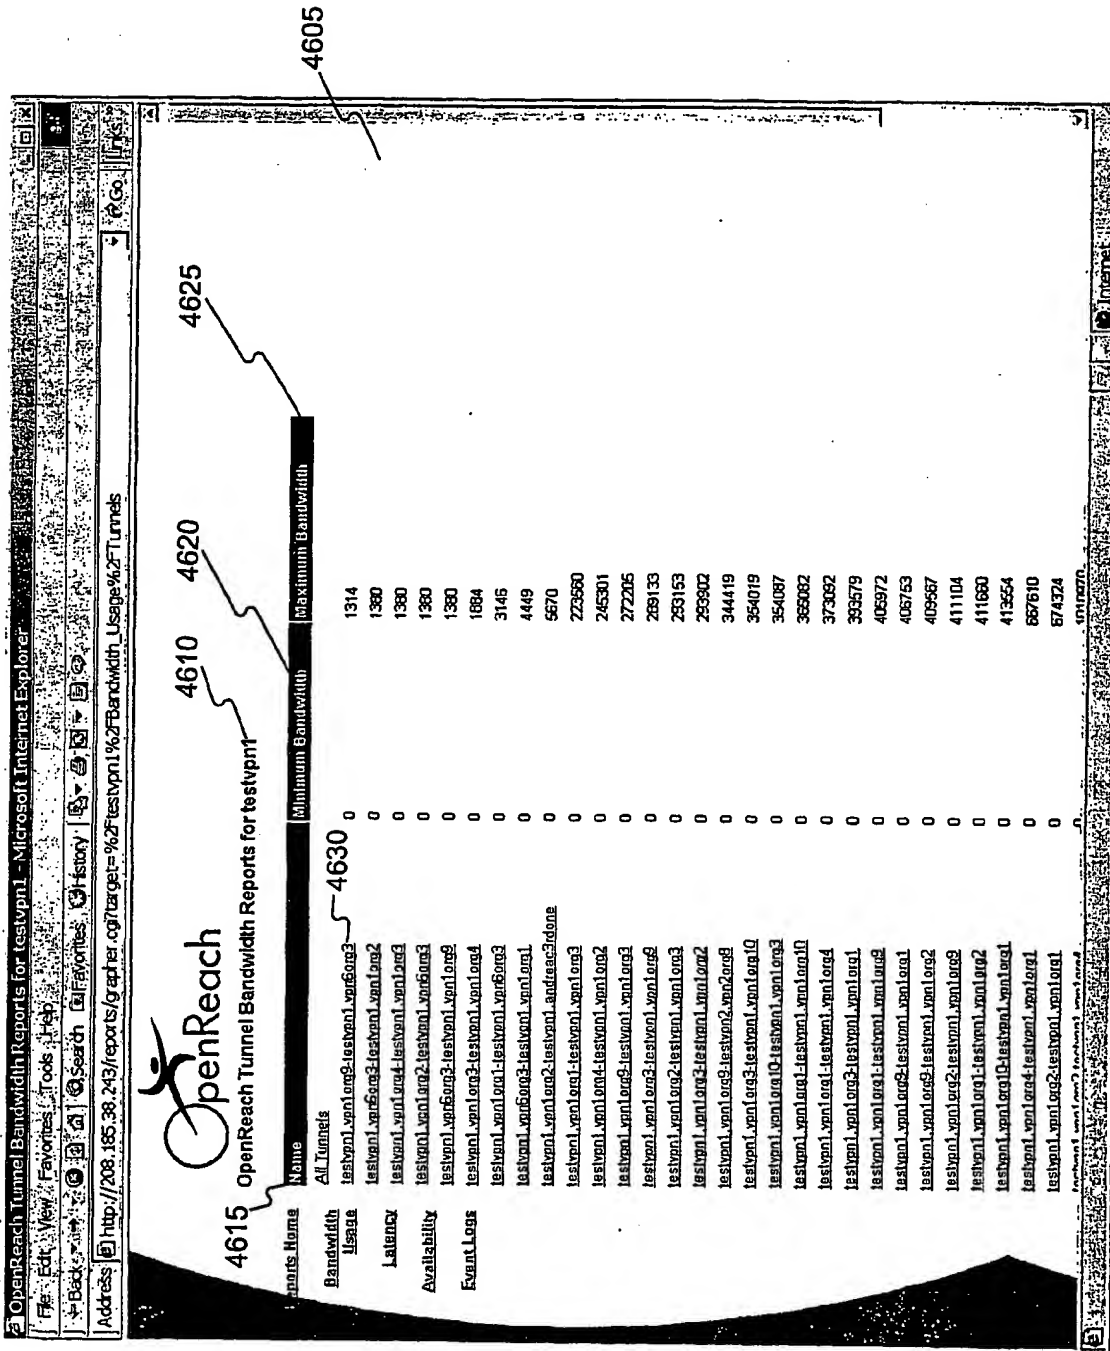 OpenReach Tunnel Bandwidth Reports for testvpn1 - Microsoft Internet Explorer
File Edit View Favorites Tools Help
Back Search Favorites History
Address http://208.185.38.243/reports/grapher.cgi?target=%2Ftestvpn1%2FBandwidth_Usage%2FTunnels Go Links
4605
OpenReach
4610
4620
4625
OpenReach Tunnel Bandwidth Reports for testvpn1
4615
4630
Reports Home
Bandwidth Usage
Latency
Availability
Event Logs
Name Minimum Bandwidth Maximum Bandwidth
All Tunnels
testvpn1.vpn1org9-testvpn1.vpn6org3 0 1314
testvpn1.vpn6org3-testvpn1.vpn1org2 0 1380
testvpn1.vpn1org4-testvpn1.vpn1org3 0 1380
testvpn1.vpn1org2-testvpn1.vpn6org3 0 1380
testvpn1.vpn6org3-testvpn1.vpn1org9 0 1380
testvpn1.vpn1org3-testvpn1.vpn1org4 0 1884
testvpn1.vpn1org3-testvpn1.vpn6org3 0 3146
testvpn1.vpn6org3-testvpn1.vpn1org1 0 4449
testvpn1.vpn1org2-testvpn1.andreac3rdone 0 5670
testvpn1.vpn1org1-testvpn1.vpn1org3 0 223560
testvpn1.vpn1org4-testvpn1.vpn1org2 0 245301
testvpn1.vpn1org9-testvpn1.vpn1org3 0 272205
testvpn1.vpn1org3-testvpn1.vpn1org9 0 289133
testvpn1.vpn1org2-testvpn1.vpn1org3 0 293153
testvpn1.vpn1org3-testvpn1.vpn1org2 0 293902
testvpn1.vpn1org9-testvpn2.vpn2org9 0 344419
testvpn1.vpn1org3-testvpn1.vpn1org10 0 354019
testvpn1.vpn1org10-testvpn1.vpn1org3 0 354087
testvpn1.vpn1org1-testvpn1.vpn1org10 0 365082
testvpn1.vpn1org1-testvpn1.vpn1org4 0 373092
testvpn1.vpn1org3-testvpn1.vpn1org1 0 393579
testvpn1.vpn1org1-testvpn1.vpn1org9 0 405972
testvpn1.vpn1org9-testvpn1.vpn1org1 0 406753
testvpn1.vpn1org9-testvpn1.vpn1org2 0 409567
testvpn1.vpn1org2-testvpn1.vpn1org9 0 411104
testvpn1.vpn1org1-testvpn1.vpn1org2 0 411660
testvpn1.vpn1org10-testvpn1.vpn1org1 0 413554
testvpn1.vpn1org4-testvpn1.vpn1org1 0 667610
testvpn1.vpn1org2-testvpn1.vpn1org1 0 674324
Internet